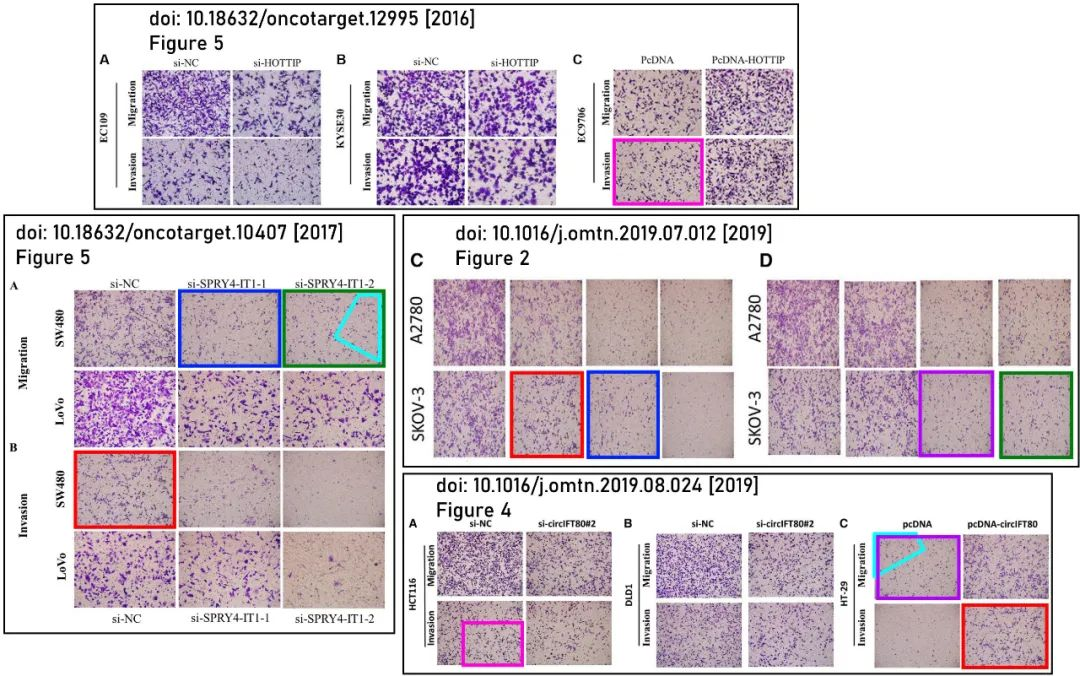 doi: 10.18632/oncotarget.12995 [2016]
Figure 5
A si-NC si-HOTTIP B si-NC si-HOTTIP C PcDNA PcDNA-HOTTIP
EC109 Migration KYSE30 Migration EC9706 Migration
Invasion Invasion Invasion
doi: 10.18632/oncotarget.10407 [2017]
Figure 5
A si-NC si-SPRY4-IT1-1 si-SPRY4-IT1-2
Migration SW480
LoVo
B
Invasion SW480
LoVo
si-NC si-SPRY4-IT1-1 si-SPRY4-IT1-2
doi: 10.1016/j.omtn.2019.07.012 [2019]
Figure 2
C D
A2780 A2780
SKOV-3 SKOV-3
doi: 10.1016/j.omtn.2019.08.024 [2019]
Figure 4
A si-NC si-circIFT80#2 B si-NC si-circIFT80#2 C pcDNA pcDNA-circIFT80
HCT116 Migration DLD1 Migration HT-29 Migration
Invasion Invasion Invasion